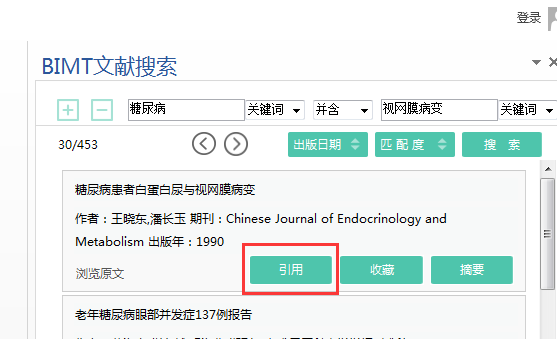 登录
BIMT文献搜索
糖尿病 关键词 并含 视网膜病变 关键词
30/453 出版日期 匹配度 搜 索
糖尿病患者白蛋白尿与视网膜病变
作者：王晓东,潘长玉 期刊：Chinese Journal of Endocrinology and
Metabolism 出版年：1990
浏览原文 引用 收藏 摘要
老年糖尿病眼部并发症137例报告